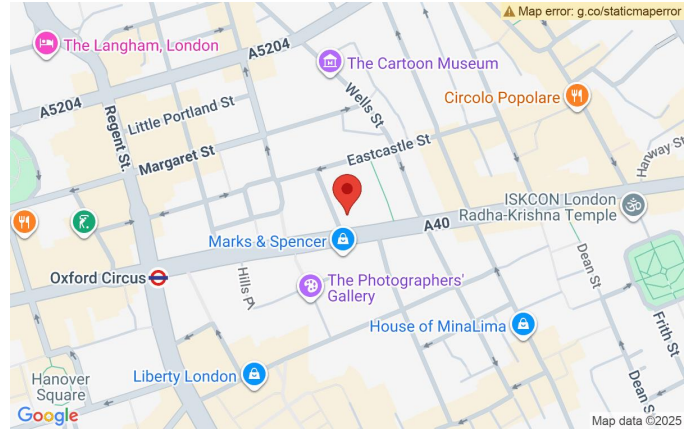 Map error: g.co/staticmaperror
The Langham, London
A5204
A5204
The Cartoon Museum
Wells St
Circolo Popolare
Regent St.
Little Portland St
Hanway St
Margaret St
Eastcastle St
ISKCON London
Radha-Krishna Temple
A40
Marks & Spencer
Oxford Circus
Hills Pl
Dean St
The Photographers'
Gallery
House of MinaLima
Frith St
Liberty London
Hanover
Square
Dean St
Google
Map data ©2025